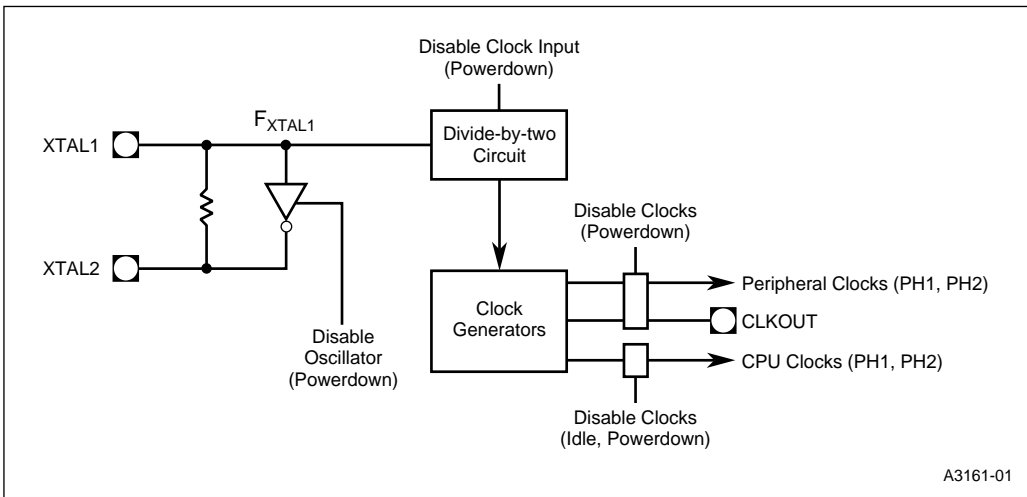 Disable Clock Input
(Powerdown)
XTAL1
FXTAL1
Divide-by-two
Circuit
XTAL2
Disable
Oscillator
(Powerdown)
Disable Clocks
(Powerdown)
Clock
Generators
Peripheral Clocks (PH1, PH2)
CLKOUT
CPU Clocks (PH1, PH2)
Disable Clocks
(Idle, Powerdown)
A3161-01